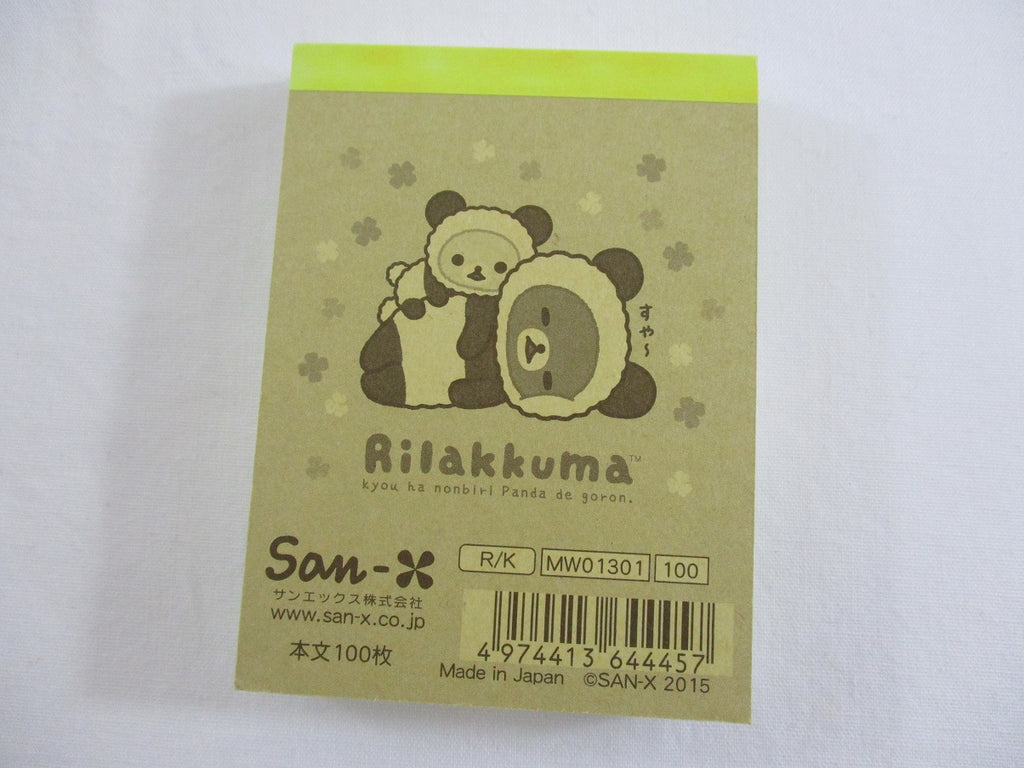 すや～
Rilakkuma™
kyou ha nonbiri Panda de goron.
San-X
サンエックス株式会社
www.san-x.co.jp
本文100枚
R/K MW01301 100
4 974413 644457
Made in Japan ©SAN-X 2015